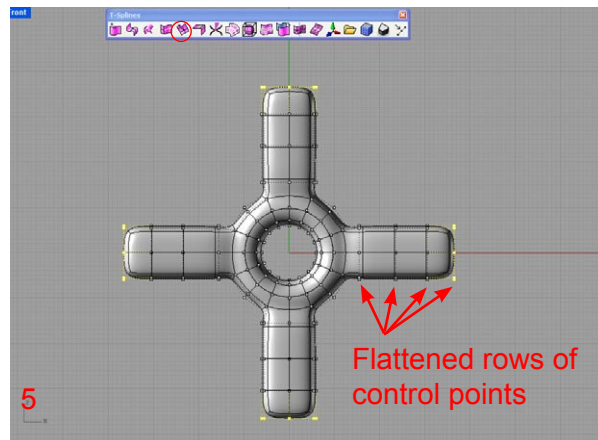 ront
T-Splines
Flattened rows of
control points
5
x